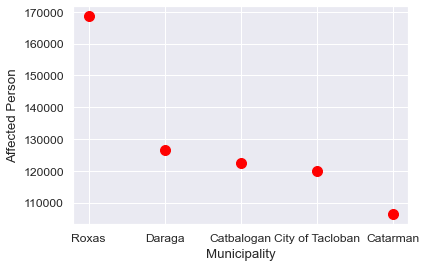 170000
160000
150000
140000
130000
120000
110000
Affected Person
Roxas Daraga Catbalogan City of Tacloban Catarman
Municipality